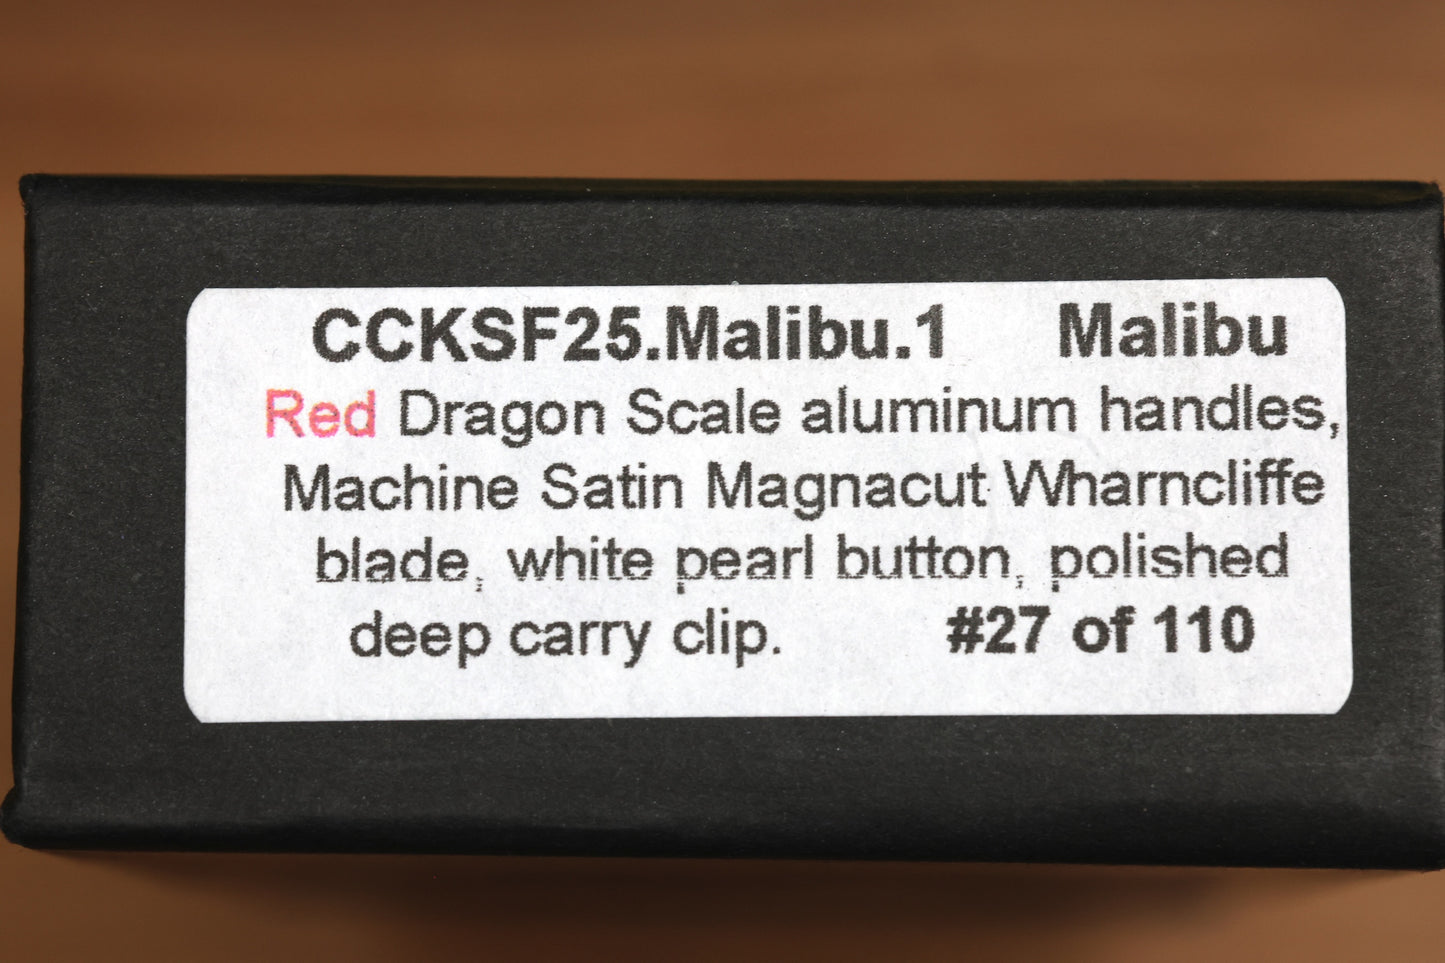 CCKSF25.Malibu.1 Malibu
Red Dragon Scale aluminum handles,
Machine Satin Magnacut Wharncliffe
blade, white pearl button, polished
deep carry clip. #27 of 110